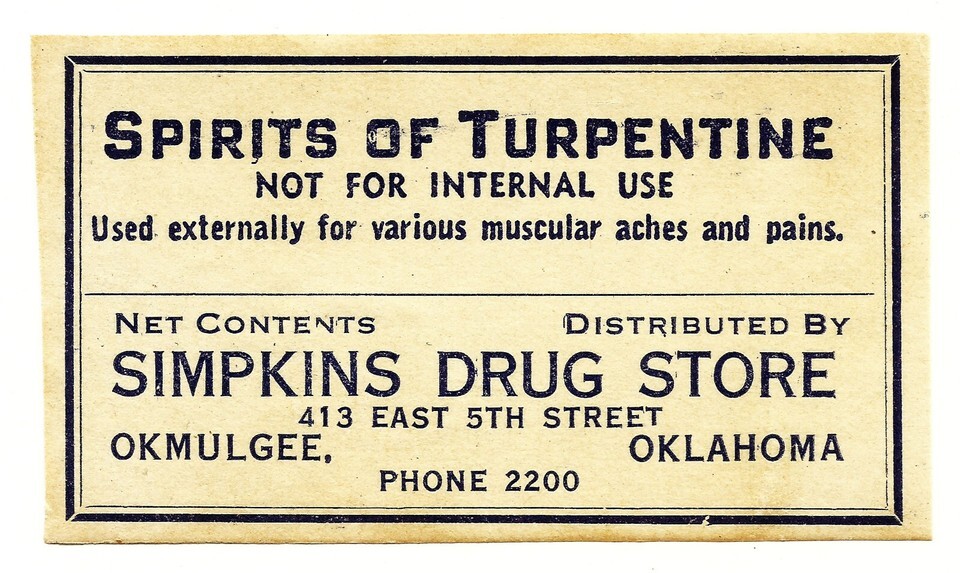 SPIRITS OF TURPENTINE
NOT FOR INTERNAL USE
Used externally for various muscular aches and pains.
NET CONTENTS DISTRIBUTED BY
SIMPKINS DRUG STORE
413 EAST 5TH STREET
OKMULGEE, OKLAHOMA
PHONE 2200